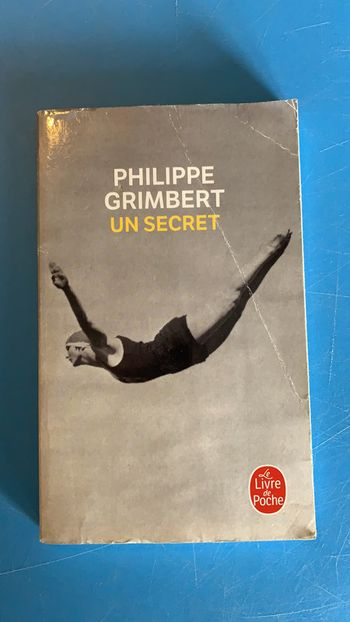 PHILIPPE
GRIMBERT
UN SECRET
Le
Livre
de
Poche